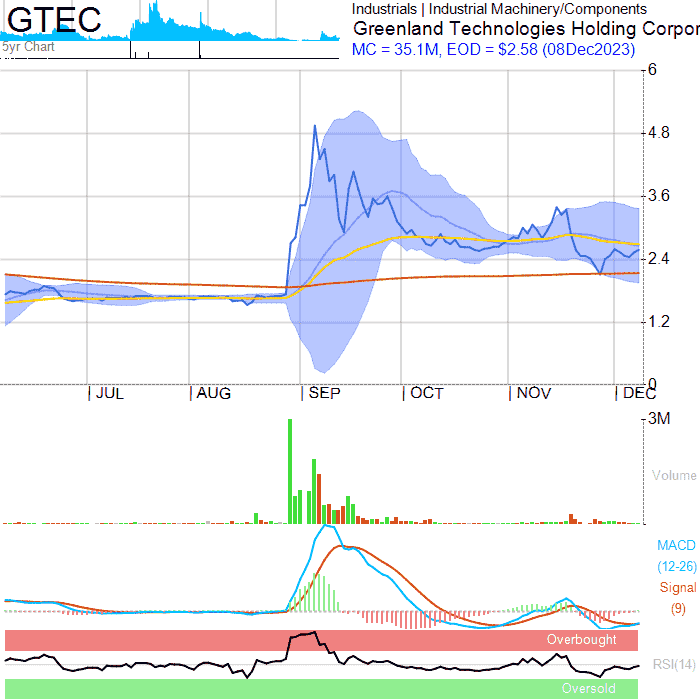 GTEC
5yr Chart
Industrials | Industrial Machinery/Components
Greenland Technologies Holding Corpor
MC = 35.1M, EOD = $2.58 (08Dec2023)
6
4.8
3.6
2.4
1.2
0
JUL
AUG
SEP
OCT
NOV
DEC
3M
Volume
MACD
(12-26)
Signal
(9)
Overbought
RSI(14)
Oversold